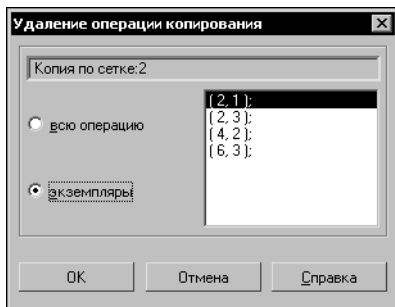 Удаление операции копирования
Копия по сетке:2
всю операцию
экземпляры
( 2, 1 );
( 2, 3 );
( 4, 2 );
( 6, 3 );
OK
Отмена
Справка